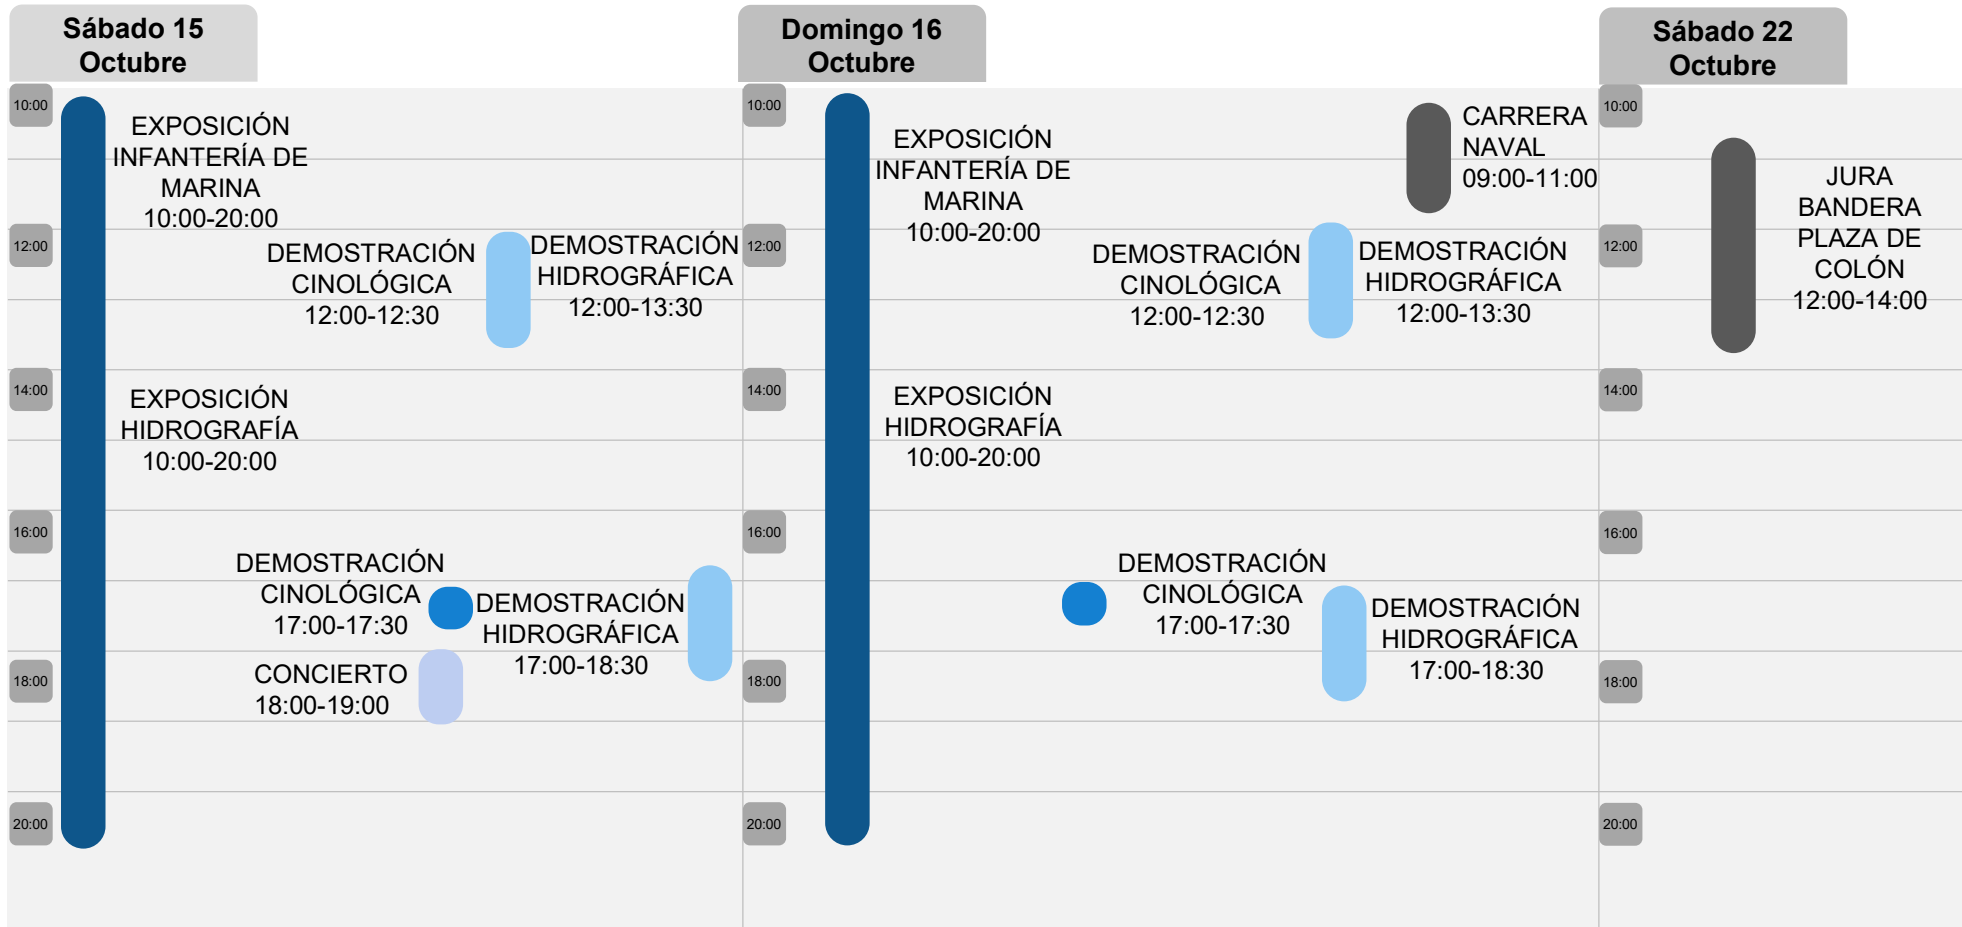 Sábado 15
Octubre
10:00
EXPOSICIÓN
INFANTERÍA DE
MARINA
10:00-20:00
12:00
DEMOSTRACIÓN
CINOLÓGICA
12:00-12:30
DEMOSTRACIÓN
HIDROGRÁFICA
12:00-13:30
14:00
EXPOSICIÓN
HIDROGRAFÍA
10:00-20:00
16:00
DEMOSTRACIÓN
CINOLÓGICA
17:00-17:30
DEMOSTRACIÓN
HIDROGRÁFICA
17:00-18:30
18:00
CONCIERTO
18:00-19:00
20:00
Domingo 16
Octubre
10:00
EXPOSICIÓN
INFANTERÍA DE
MARINA
10:00-20:00
CARRERA
NAVAL
09:00-11:00
12:00
DEMOSTRACIÓN
CINOLÓGICA
12:00-12:30
DEMOSTRACIÓN
HIDROGRÁFICA
12:00-13:30
14:00
EXPOSICIÓN
HIDROGRAFÍA
10:00-20:00
16:00
DEMOSTRACIÓN
CINOLÓGICA
17:00-17:30
DEMOSTRACIÓN
HIDROGRÁFICA
17:00-18:30
18:00
20:00
Sábado 22
Octubre
10:00
JURA
BANDERA
PLAZA DE
COLÓN
12:00-14:00
12:00
14:00
16:00
18:00
20:00